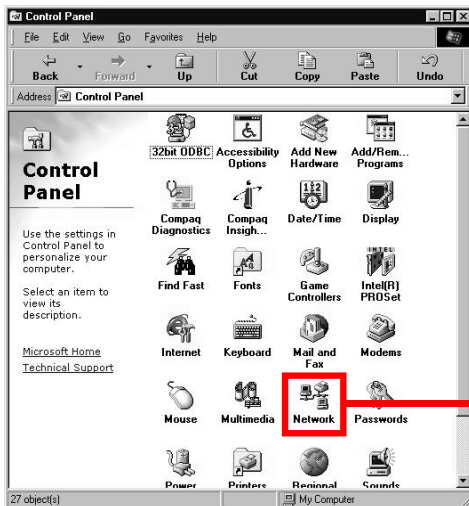 Control Panel
File Edit View Go Favorites Help
Back Forward Up Cut Copy Paste Undo
Address Control Panel
Control
Panel
Use the settings in
Control Panel to
personalize your
computer.
Select an item to
view its
description.
Microsoft Home
Technical Support
32bit ODBC Accessibility Add New Add/Rem...
Options Hardware Programs
Compaq Compaq Date/Time Display
Diagnostics Insigh...
Find Fast Fonts Game Intel(R)
Controllers PROSet
Internet Keyboard Mail and Modems
Fax
Mouse Multimedia Network Passwords
Power Printers Regional Sounds
27 object(s) My Computer